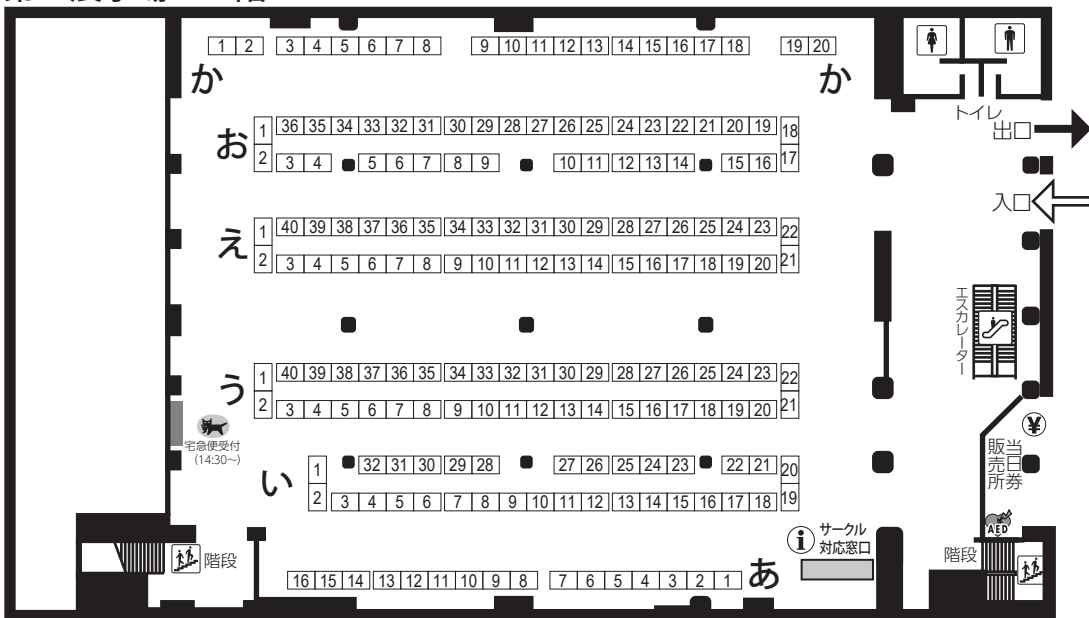 1 2 3 4 5 6 7 8 9 10 11 12 13 14 15 16 17 18 19 20
か か
トイレ
出口
お
1 36 35 34 33 32 31 30 29 28 27 26 25 24 23 22 21 20 19 18
2 3 4 5 6 7 8 9 10 11 12 13 14 15 16 17
入口
え
1 40 39 38 37 36 35 34 33 32 31 30 29 28 27 26 25 24 23 22
2 3 4 5 6 7 8 9 10 11 12 13 14 15 16 17 18 19 20 21
エスカレーター
う
1 40 39 38 37 36 35 34 33 32 31 30 29 28 27 26 25 24 23 22
2 3 4 5 6 7 8 9 10 11 12 13 14 15 16 17 18 19 20 21
宅急便受付
(14:30~)
¥
当日券
販売所
い
1 32 31 30 29 28 27 26 25 24 23 22 21 20
2 3 4 5 6 7 8 9 10 11 12 13 14 15 16 17 18 19
AED
i サークル
対応窓口
階段
階段
16 15 14 13 12 11 10 9 8 7 6 5 4 3 2 1 あ